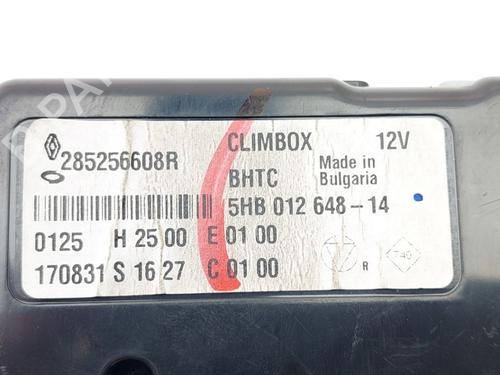 CLIMBOX 12V
285256608R
BHTC Made in Bulgaria
5HB 012 648-14
0125 H 25 00 E 01 00
170831 S 16 27 C 01 00
R